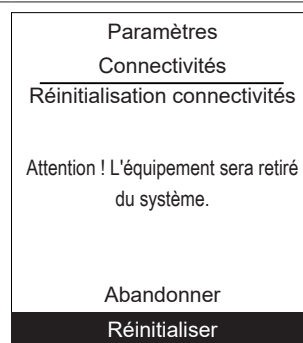 Paramètres
Connectivités
Réinitialisation connectivités
Attention ! L'équipement sera retiré
du système.
Abandonner
Réinitialiser